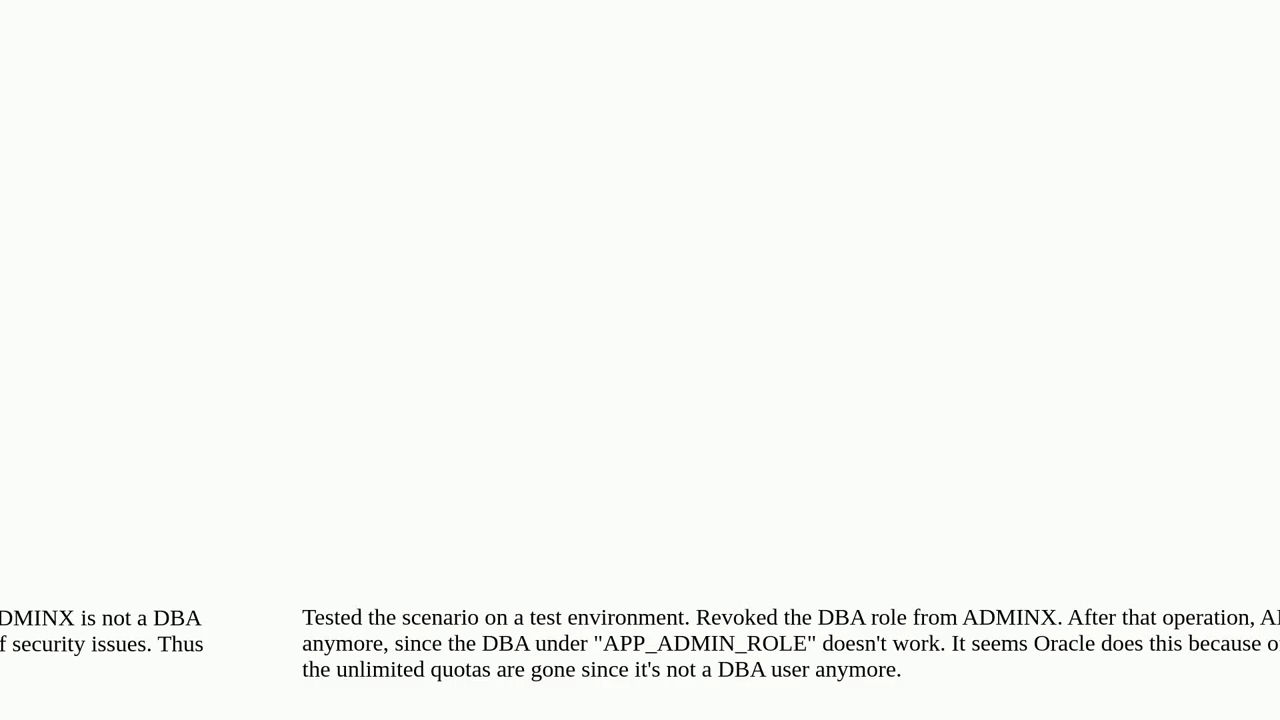 DMINX is not a DBA
f security issues. Thus
Tested the scenario on a test environment. Revoked the DBA role from ADMINX. After that operation, A
anymore, since the DBA under "APP_ADMIN_ROLE" doesn't work. It seems Oracle does this because o
the unlimited quotas are gone since it's not a DBA user anymore.